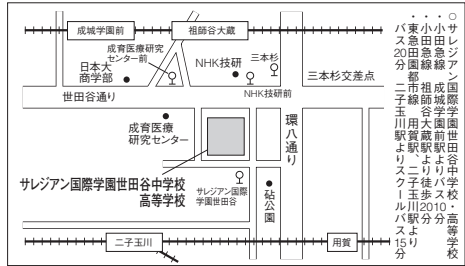 成城学園前
祖師谷大蔵
成育医療研究
センター前
日本大
商学部
NHK技研
三本杉
三本杉交差点
世田谷通り
NHK技研前
成育医療
研究センター
環八通り
サレジアン国際学園世田谷中学校
高等学校
サレジアン国際
学園世田谷
砧公園
二子玉川
用賀
○サレジアン国際学園世田谷中学校・高等学校
・小田急線 成城学園前駅よりバス10分
・小田急線 祖師谷大蔵駅より徒歩20分
・東急田園都市線 用賀駅、二子玉川駅より
バス20分 二子玉川駅よりスクールバス15分